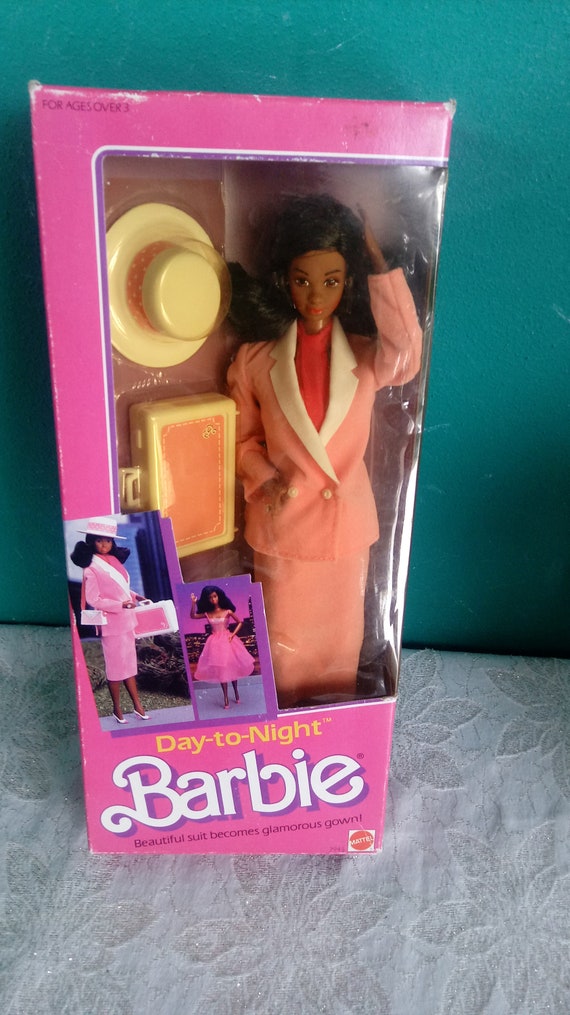 FOR AGES OVER 3
Day-to-Night™
Barbie®
Beautiful suit becomes glamorous gown!
MATTEL